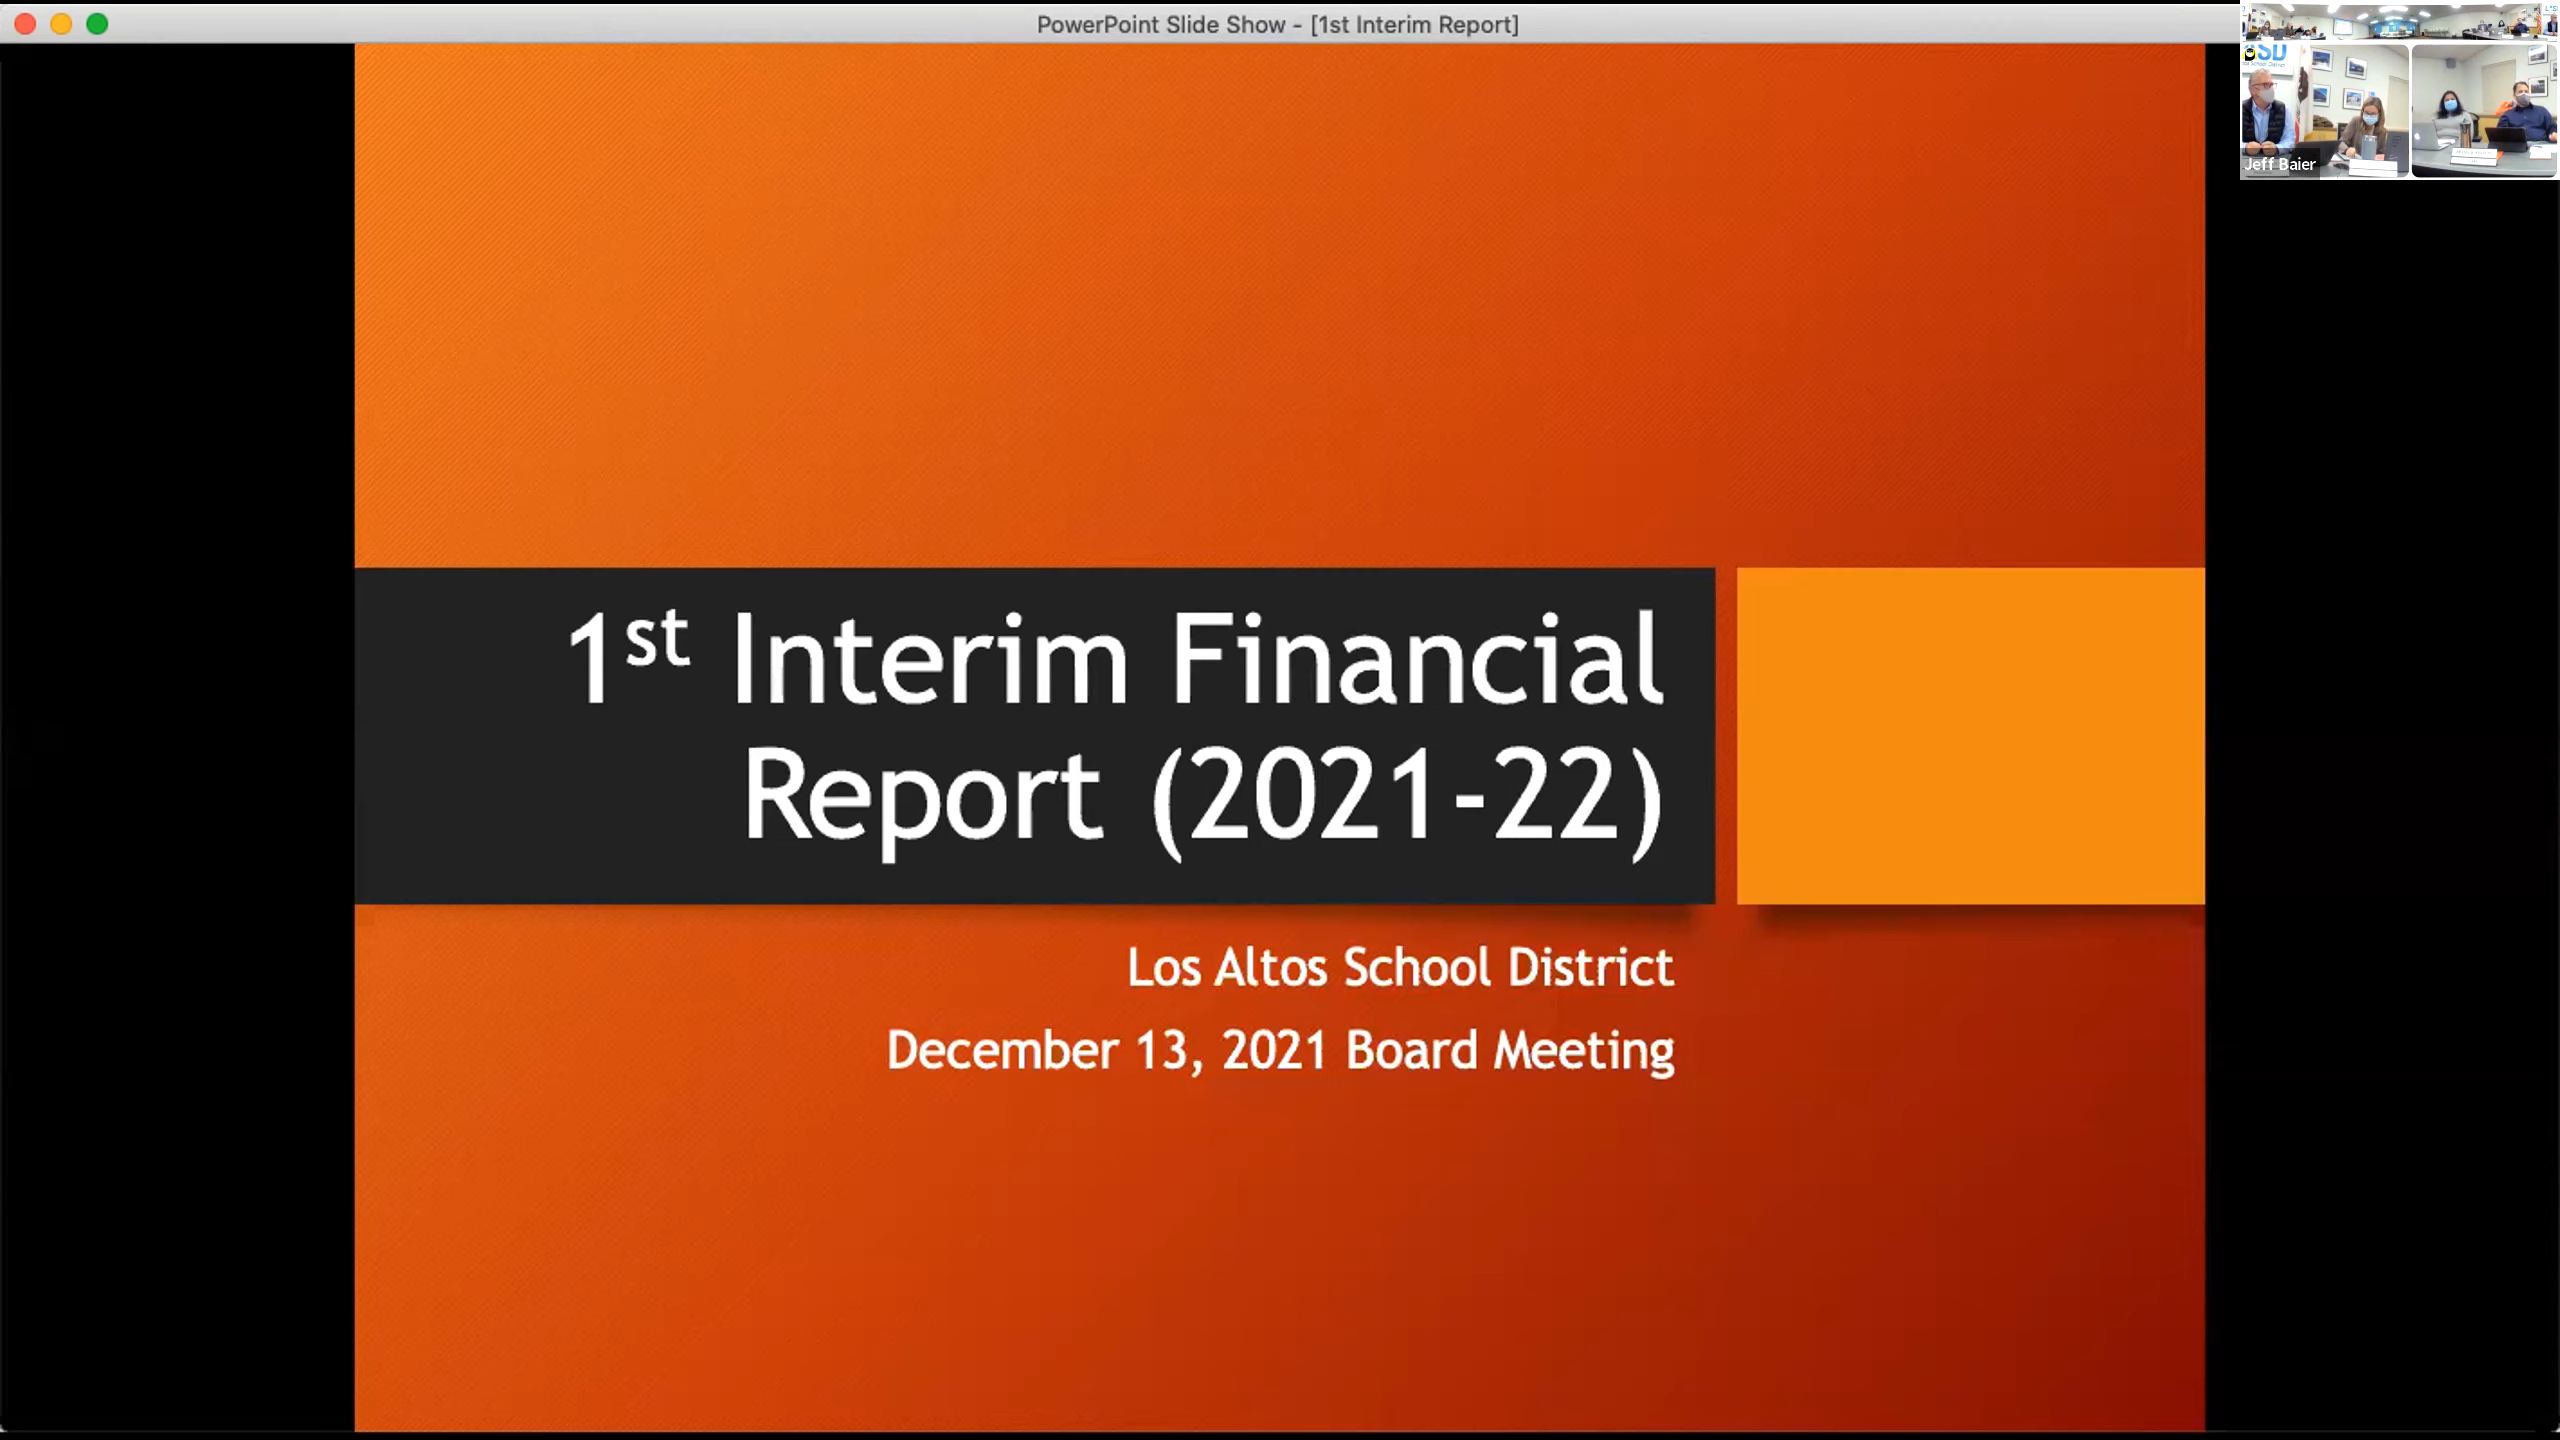 PowerPoint Slide Show - [1st Interim Report]
SD
Jeff Baier
1st Interim Financial
Report (2021-22)
Los Altos School District
December 13, 2021 Board Meeting